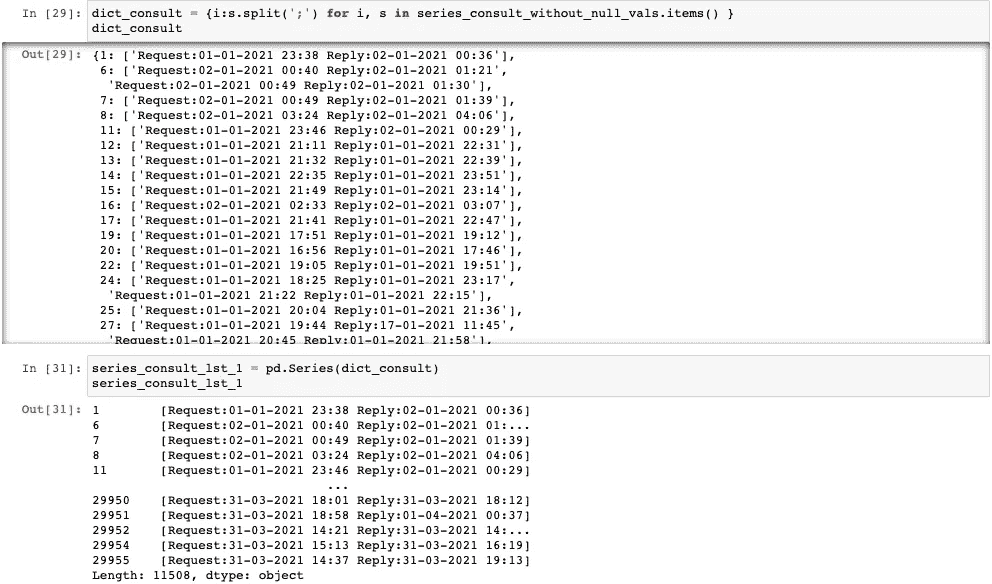 In [29]: dict_consult = {i:s.split(';') for i, s in series_consult_without_null_vals.items() }
dict_consult
Out[29]: {1: ['Request:01-01-2021 23:38 Reply:02-01-2021 00:36'],
6: ['Request:02-01-2021 00:40 Reply:02-01-2021 01:21',
'Request:02-01-2021 00:49 Reply:02-01-2021 01:30'],
7: ['Request:02-01-2021 00:49 Reply:02-01-2021 01:39'],
8: ['Request:02-01-2021 03:24 Reply:02-01-2021 04:06'],
11: ['Request:01-01-2021 23:46 Reply:02-01-2021 00:29'],
12: ['Request:01-01-2021 21:11 Reply:01-01-2021 22:31'],
13: ['Request:01-01-2021 21:32 Reply:01-01-2021 22:39'],
14: ['Request:01-01-2021 22:35 Reply:01-01-2021 23:51'],
15: ['Request:01-01-2021 21:49 Reply:01-01-2021 23:14'],
16: ['Request:02-01-2021 02:33 Reply:02-01-2021 03:07'],
17: ['Request:01-01-2021 21:41 Reply:01-01-2021 22:47'],
19: ['Request:01-01-2021 17:51 Reply:01-01-2021 19:12'],
20: ['Request:01-01-2021 16:56 Reply:01-01-2021 17:46'],
22: ['Request:01-01-2021 19:05 Reply:01-01-2021 19:51'],
24: ['Request:01-01-2021 18:25 Reply:01-01-2021 23:17',
'Request:01-01-2021 21:22 Reply:01-01-2021 22:15'],
25: ['Request:01-01-2021 20:04 Reply:01-01-2021 21:36'],
27: ['Request:01-01-2021 19:44 Reply:17-01-2021 11:45',
'Request:01-01-2021 20:45 Reply:01-01-2021 21:58'],
In [31]: series_consult_lst_1 = pd.Series(dict_consult)
series_consult_lst_1
Out[31]: 1 [Request:01-01-2021 23:38 Reply:02-01-2021 00:36]
6 [Request:02-01-2021 00:40 Reply:02-01-2021 01:...
7 [Request:02-01-2021 00:49 Reply:02-01-2021 01:39]
8 [Request:02-01-2021 03:24 Reply:02-01-2021 04:06]
11 [Request:01-01-2021 23:46 Reply:02-01-2021 00:29]
...
29950 [Request:31-03-2021 18:01 Reply:31-03-2021 18:12]
29951 [Request:31-03-2021 18:58 Reply:01-04-2021 00:37]
29952 [Request:31-03-2021 14:21 Reply:31-03-2021 14:...
29954 [Request:31-03-2021 15:13 Reply:31-03-2021 16:19]
29955 [Request:31-03-2021 14:37 Reply:31-03-2021 19:13]
Length: 11508, dtype: object